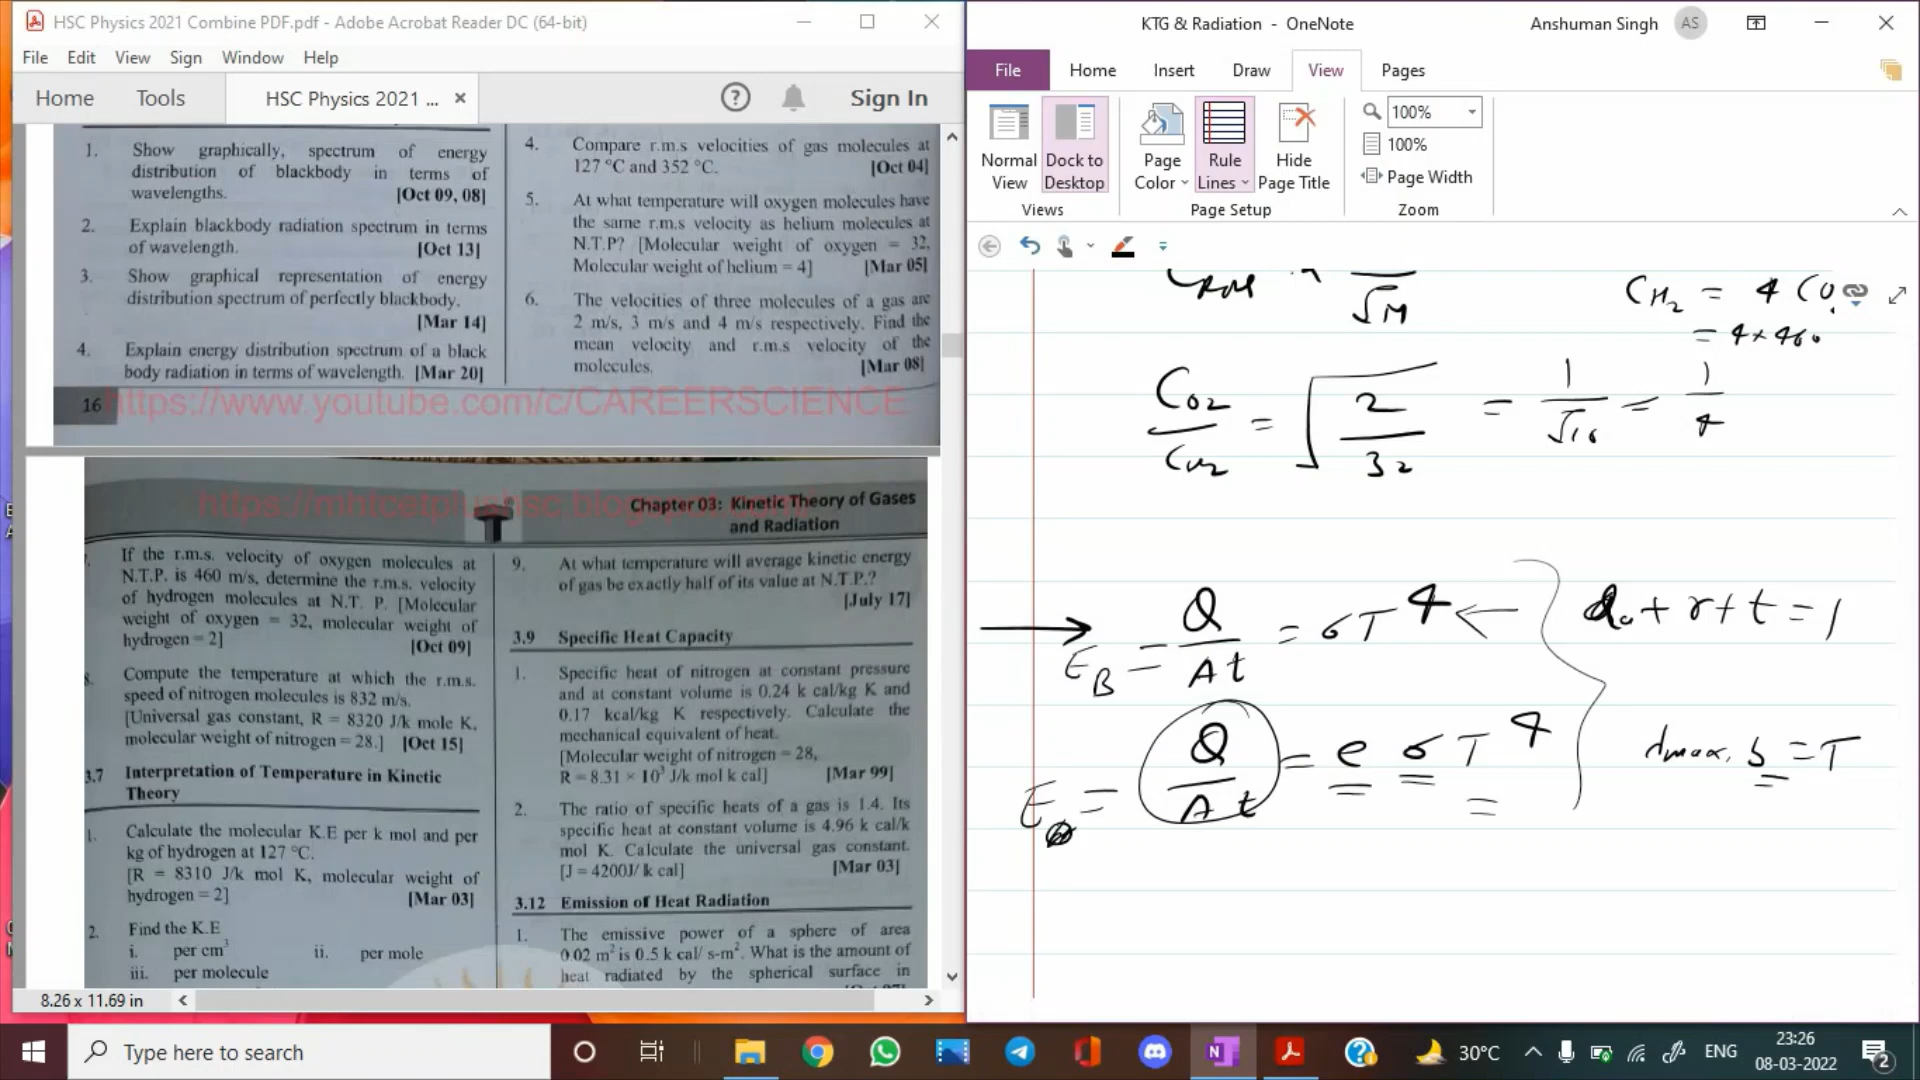 HSC Physics 2021 Combine PDF.pdf - Adobe Acrobat Reader DC (64-bit)
File Edit View Sign Window Help
Home Tools HSC Physics 2021 ... × Sign In
1. Show graphically, spectrum of energy
distribution of blackbody in terms of
wavelengths. [Oct 09, 08]
2. Explain blackbody radiation spectrum in terms
of wavelength. [Oct 13]
3. Show graphical representation of energy
distribution spectrum of perfectly blackbody.
[Mar 14]
4. Explain energy distribution spectrum of a black
body radiation in terms of wavelength. [Mar 20]
16
https://www.youtube.com/c/CAREERSCIENCE
4. Compare r.m.s velocities of gas molecules at
127 °C and 352 °C. [Oct 04]
5. At what temperature will oxygen molecules have
the same r.m.s velocity as helium molecules at
N.T.P? [Molecular weight of oxygen = 32,
Molecular weight of helium = 4] [Mar 05]
6. The velocities of three molecules of a gas are
2 m/s, 3 m/s and 4 m/s respectively. Find the
mean velocity and r.m.s velocity of the
molecules. [Mar 08]
Chapter 03: Kinetic Theory of Gases
and Radiation
If the r.m.s. velocity of oxygen molecules at
N.T.P. is 460 m/s, determine the r.m.s. velocity
of hydrogen molecules at N.T. P. [Molecular
weight of oxygen = 32, molecular weight of
hydrogen = 2] [Oct 09]
8. Compute the temperature at which the r.m.s.
speed of nitrogen molecules is 832 m/s.
[Universal gas constant, R = 8320 J/k mole K,
molecular weight of nitrogen = 28.] [Oct 15]
3.7 Interpretation of Temperature in Kinetic
Theory
1. Calculate the molecular K.E per k mol and per
kg of hydrogen at 127 °C.
[R = 8310 J/k mol K, molecular weight of
hydrogen = 2] [Mar 03]
2. Find the K.E
i. per cm³ ii. per mole
iii. per molecule
9. At what temperature will average kinetic energy
of gas be exactly half of its value at N.T.P.?
[July 17]
3.9 Specific Heat Capacity
1. Specific heat of nitrogen at constant pressure
and at constant volume is 0.24 k cal/kg K and
0.17 kcal/kg K respectively. Calculate the
mechanical equivalent of heat.
[Molecular weight of nitrogen = 28,
R = 8.31 × 10³ J/k mol k cal] [Mar 99]
2. The ratio of specific heats of a gas is 1.4. Its
specific heat at constant volume is 4.96 k cal/k
mol K. Calculate the universal gas constant.
[J = 4200J/ k cal] [Mar 03]
3.12 Emission of Heat Radiation
1. The emissive power of a sphere of area
0.02 m² is 0.5 k cal/ s-m². What is the amount of
heat radiated by the spherical surface in
8.26 x 11.69 in
KTG & Radiation - OneNote Anshuman Singh AS
File Home Insert Draw View Pages
Normal View Dock to Desktop Page Color Rule Lines Hide Page Title 100% 100% Page Width
Views Page Setup Zoom
√M
C H₂ = 4 C O
= 4 × 460
C O₂ / C H₂ = √ 2 / 32 = 1 / √16 = 1 / 4
E B = Q / A t = σ T ⁴
a + r + t = 1
E = Q / A t = e σ T ⁴
λ max. b = T
Type here to search 30°C ENG 23:26
08-03-2022 2